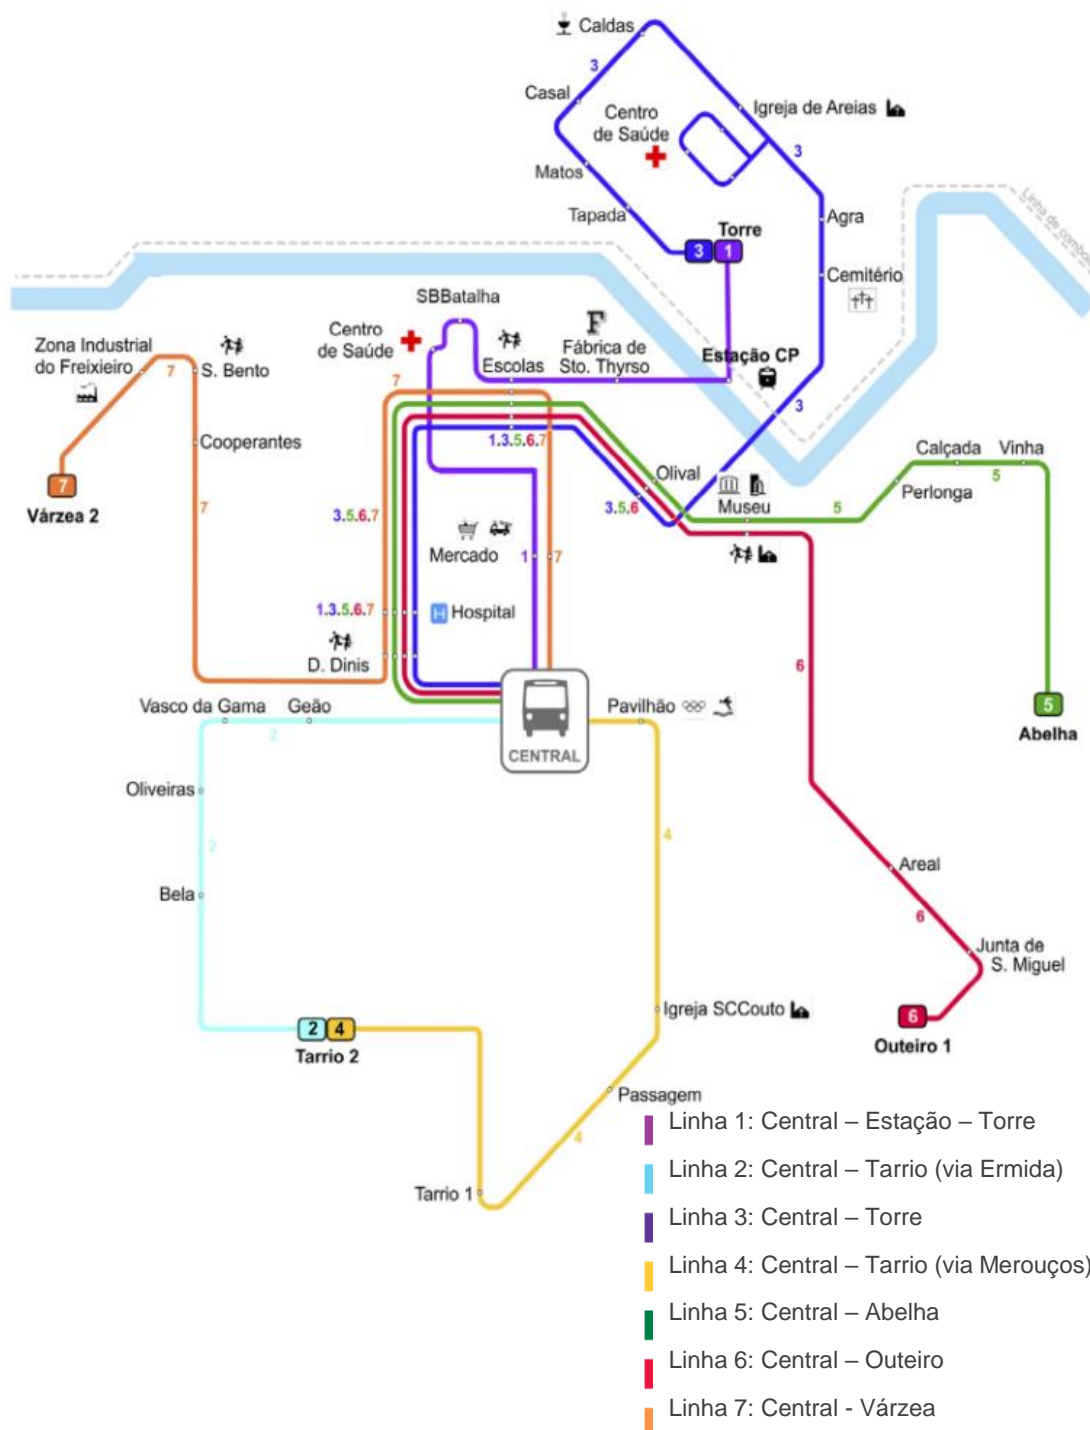 Caldas
3
Casal
Centro
de Saúde
Igreja de Areias
3
Matos
Tapada
Torre
3
1
Agra
Cemitério
SBBatalha
Centro
de Saúde
Escolas
F
Fábrica de
Sto. Thyrso
Estação CP
Zona Industrial
do Freixieiro
7
S. Bento
7
3
Cooperantes
1.3.5.6.7
Olival
Calçada
Vinha
5
Perlonga
Museu
7
Várzea 2
7
3.5.6.7
3.5.6
5
Mercado
1
7
1.3.5.6.7
H
Hospital
D. Dinis
6
5
Abelha
Vasco da Gama
Geão
2
CENTRAL
Pavilhão
Oliveiras
2
4
Bela
Areal
6
Junta de
S. Miguel
Igreja SCCouto
6
Outeiro 1
2
4
Tarrio 2
Passagem
4
Tarrio 1
Linha 1: Central – Estação – Torre
Linha 2: Central – Tarrio (via Ermida)
Linha 3: Central – Torre
Linha 4: Central – Tarrio (via Merouços)
Linha 5: Central – Abelha
Linha 6: Central – Outeiro
Linha 7: Central - Várzea